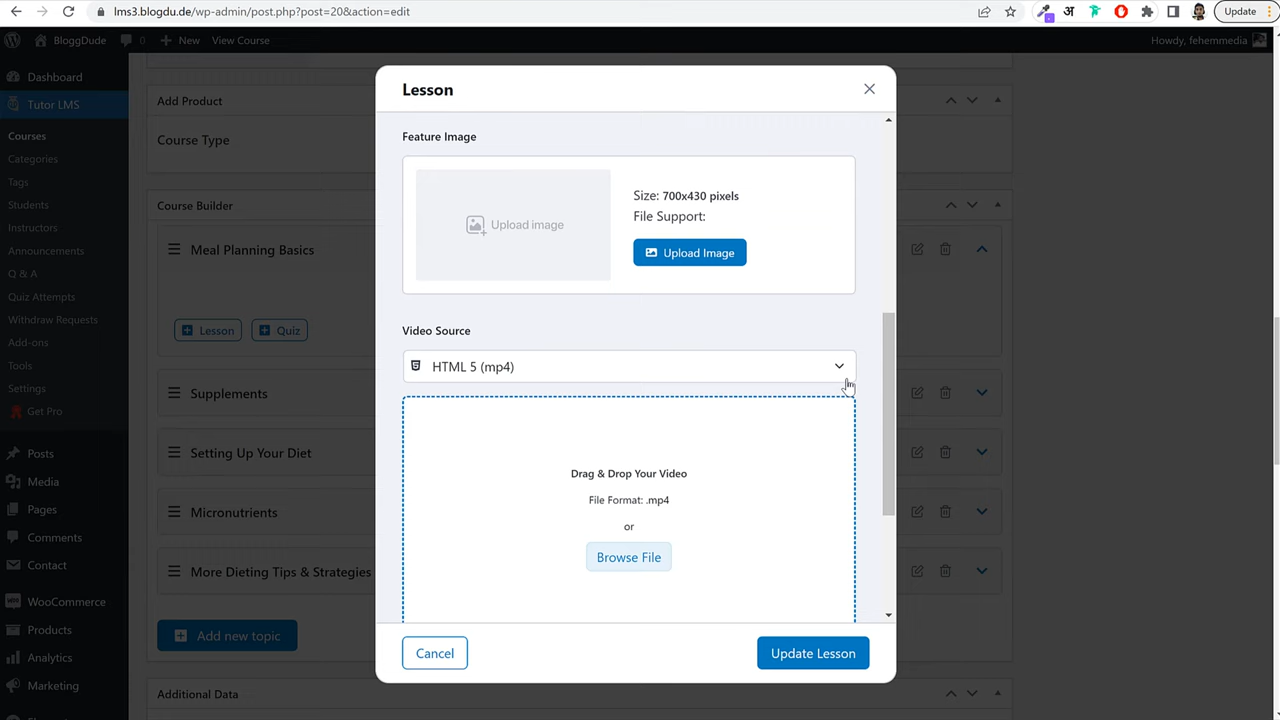 lms3.blogdu.de/wp-admin/post.php?post=20&action=edit
अ
Update
BloggDude
0
New
View Course
Howdy, fehemmedia
Dashboard
Tutor LMS
Courses
Categories
Tags
Students
Instructors
Announcements
Q & A
Quiz Attempts
Withdraw Requests
Add-ons
Tools
Settings
Get Pro
Posts
Media
Pages
Comments
Contact
WooCommerce
Products
Analytics
Marketing
Add Product
Course Type
Course Builder
Meal Planning Basics
Lesson
Quiz
Supplements
Setting Up Your Diet
Micronutrients
More Dieting Tips & Strategies
Add new topic
Additional Data
Lesson
Feature Image
Upload image
Size: 700x430 pixels
File Support:
Upload Image
Video Source
HTML 5 (mp4)
Drag & Drop Your Video
File Format: .mp4
or
Browse File
Cancel
Update Lesson